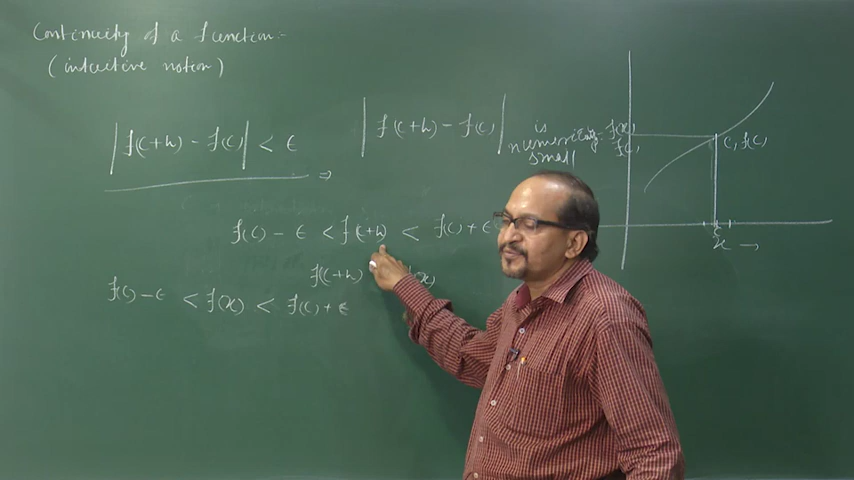 Continuity of a function:-
(intuitive notion)
|f(c+h) - f(c)| < ε
|f(c+h) - f(c)| is numerically small
⇒
f(c) - ε < f(c+h) < f(c) + ε
f(c+h) f(x)
f(c) - ε < f(x) < f(c) + ε
f(x)
f(c)
c, f(c)
c
x →